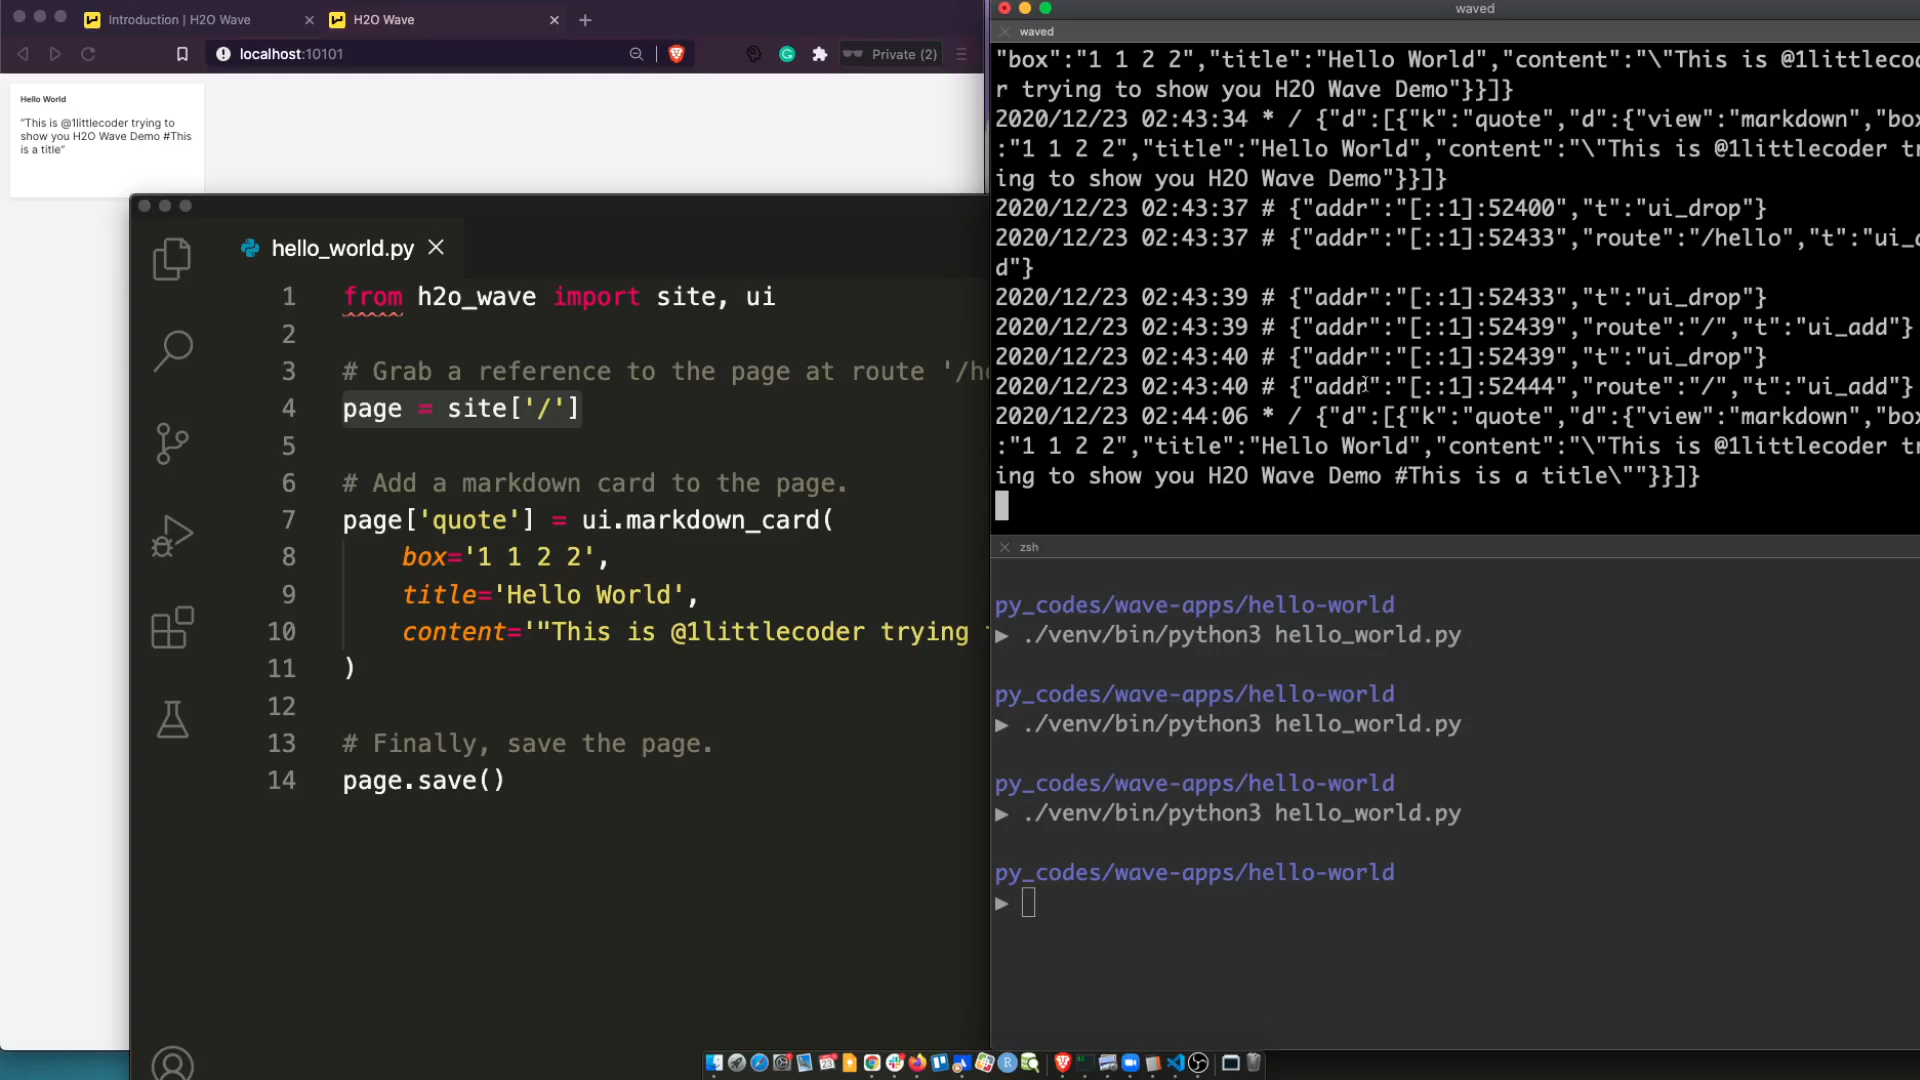 Introduction | H2O Wave
H2O Wave
localhost:10101
Private (2)
Hello World
"This is @1littlecoder trying to
show you H2O Wave Demo #This
is a title"
hello_world.py
1 from h2o_wave import site, ui
2
3 # Grab a reference to the page at route '/he
4 page = site['/']
5
6 # Add a markdown card to the page.
7 page['quote'] = ui.markdown_card(
8 box='1 1 2 2',
9 title='Hello World',
10 content='"This is @1littlecoder trying
11 )
12
13 # Finally, save the page.
14 page.save()
waved
waved
"box":"1 1 2 2","title":"Hello World","content":"\"This is @1littleco
r trying to show you H2O Wave Demo"}}]}
2020/12/23 02:43:34 * / {"d":[{"k":"quote","d":{"view":"markdown","box
:"1 1 2 2","title":"Hello World","content":"\"This is @1littlecoder tr
ing to show you H2O Wave Demo"}}]}
2020/12/23 02:43:37 # {"addr":"[::1]:52400","t":"ui_drop"}
2020/12/23 02:43:37 # {"addr":"[::1]:52433","route":"/hello","t":"ui_a
d"}
2020/12/23 02:43:39 # {"addr":"[::1]:52433","t":"ui_drop"}
2020/12/23 02:43:39 # {"addr":"[::1]:52439","route":"/","t":"ui_add"}
2020/12/23 02:43:40 # {"addr":"[::1]:52439","t":"ui_drop"}
2020/12/23 02:43:40 # {"addr":"[::1]:52444","route":"/","t":"ui_add"}
2020/12/23 02:44:06 * / {"d":[{"k":"quote","d":{"view":"markdown","box
:"1 1 2 2","title":"Hello World","content":"\"This is @1littlecoder tr
ing to show you H2O Wave Demo #This is a title\""}}]}
zsh
py_codes/wave-apps/hello-world
▶ ./venv/bin/python3 hello_world.py
py_codes/wave-apps/hello-world
▶ ./venv/bin/python3 hello_world.py
py_codes/wave-apps/hello-world
▶ ./venv/bin/python3 hello_world.py
py_codes/wave-apps/hello-world
▶